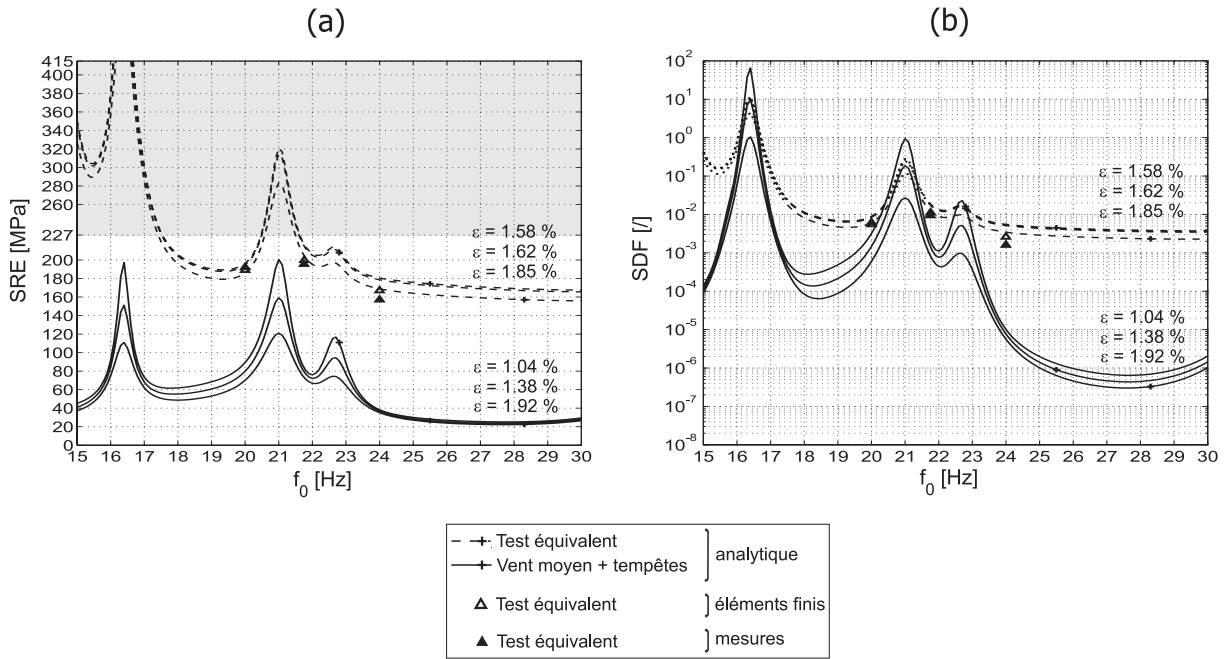 (a)
415
400
380
360
340
320
300
280
260
227
200
180
160
140
120
100
80
60
40
20
0
SRE [MPa]
ε = 1.58 %
ε = 1.62 %
ε = 1.85 %
ε = 1.04 %
ε = 1.38 %
ε = 1.92 %
15 16 17 18 19 20 21 22 23 24 25 26 27 28 29 30
f0 [Hz]
(b)
10^2
10^1
10^0
10^-1
10^-2
10^-3
10^-4
10^-5
10^-6
10^-7
10^-8
SDF [/]
ε = 1.58 %
ε = 1.62 %
ε = 1.85 %
ε = 1.04 %
ε = 1.38 %
ε = 1.92 %
15 16 17 18 19 20 21 22 23 24 25 26 27 28 29 30
f0 [Hz]
Test équivalent
Vent moyen + tempêtes
analytique
Test équivalent
éléments finis
Test équivalent
mesures